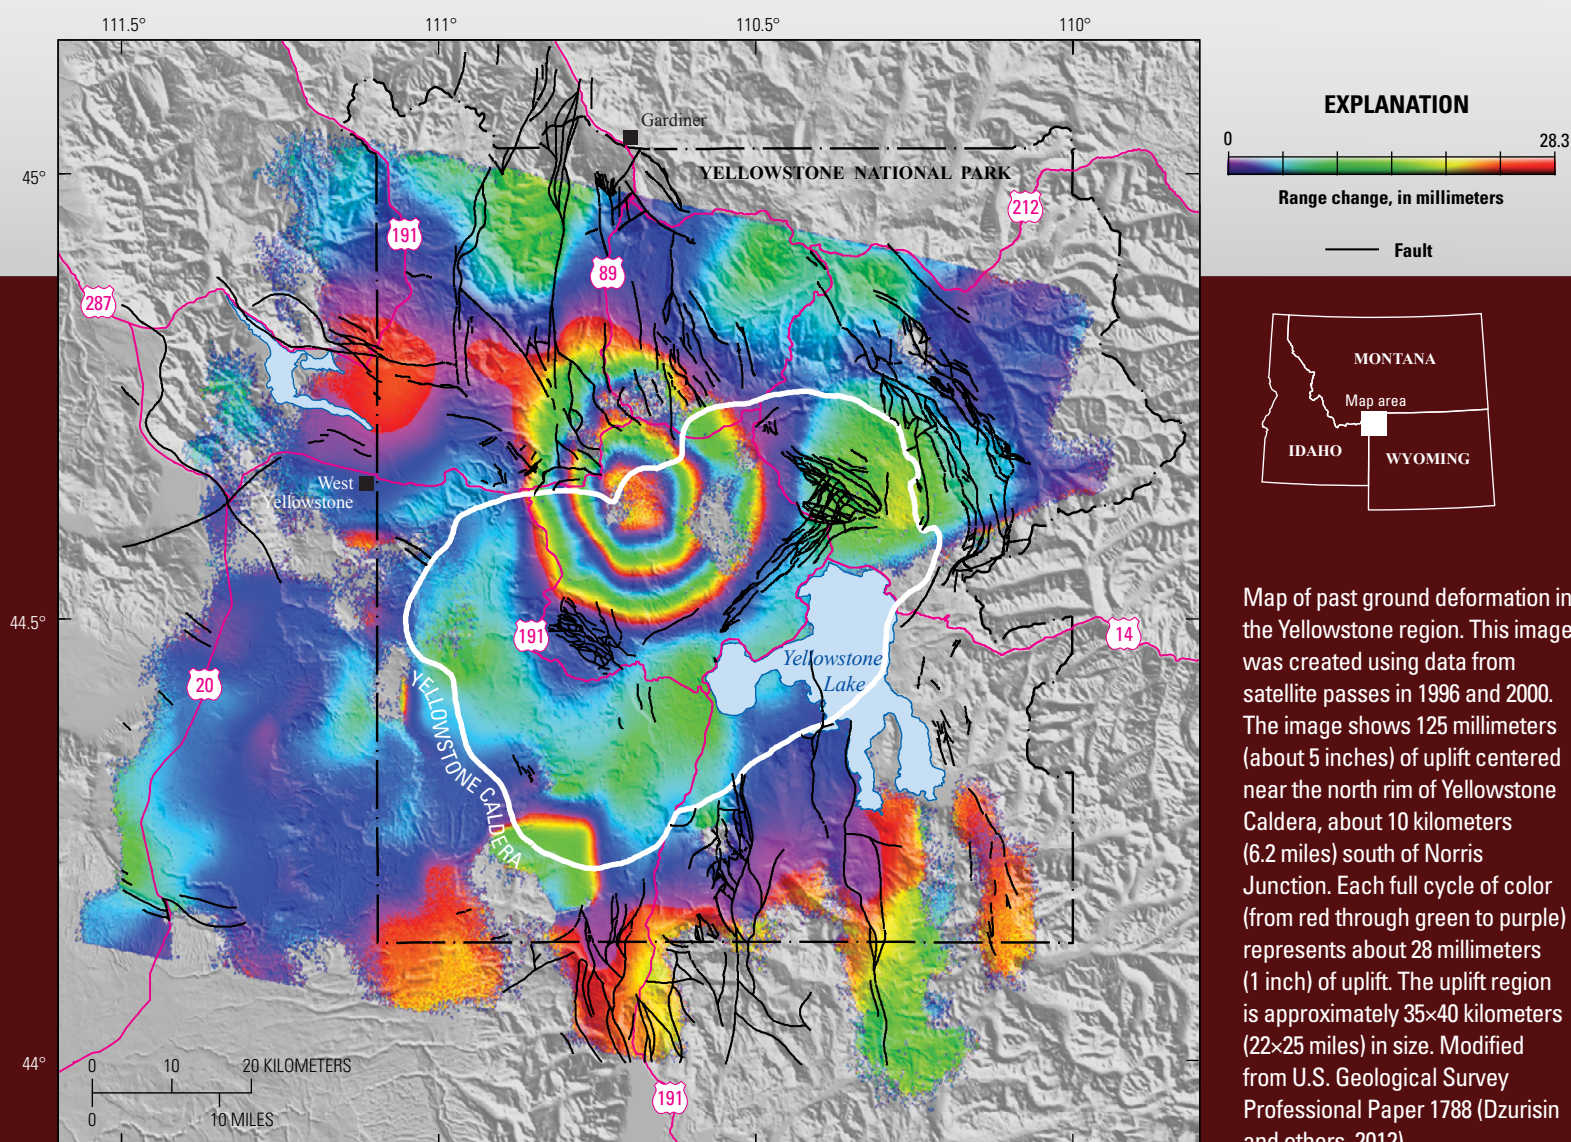 111.5°
111°
110.5°
110°
45°
44.5°
44°
Gardiner
YELLOWSTONE NATIONAL PARK
191
89
212
287
West
Yellowstone
191
14
20
Yellowstone
Lake
YELLOWSTONE CALDERA
191
0 10 20 KILOMETERS
0 10 MILES
EXPLANATION
0 28.3
Range change, in millimeters
Fault
MONTANA
Map area
IDAHO
WYOMING
Map of past ground deformation in
the Yellowstone region. This image
was created using data from
satellite passes in 1996 and 2000.
The image shows 125 millimeters
(about 5 inches) of uplift centered
near the north rim of Yellowstone
Caldera, about 10 kilometers
(6.2 miles) south of Norris
Junction. Each full cycle of color
(from red through green to purple)
represents about 28 millimeters
(1 inch) of uplift. The uplift region
is approximately 35×40 kilometers
(22×25 miles) in size. Modified
from U.S. Geological Survey
Professional Paper 1788 (Dzurisin
and others, 2012).